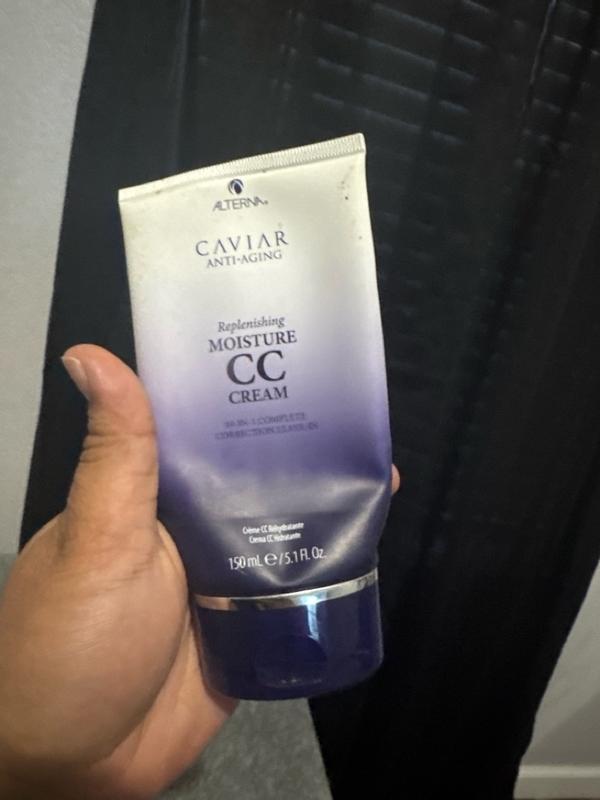 ALTERNA
CAVIAR
ANTI-AGING
Replenishing
MOISTURE
CC
CREAM
10-IN-1 COMPLETE
CORRECTION LEAVE-IN
Crème CC Réhydratante
Crema CC Hidratante
150 mL ℮ / 5.1 Fl. Oz.